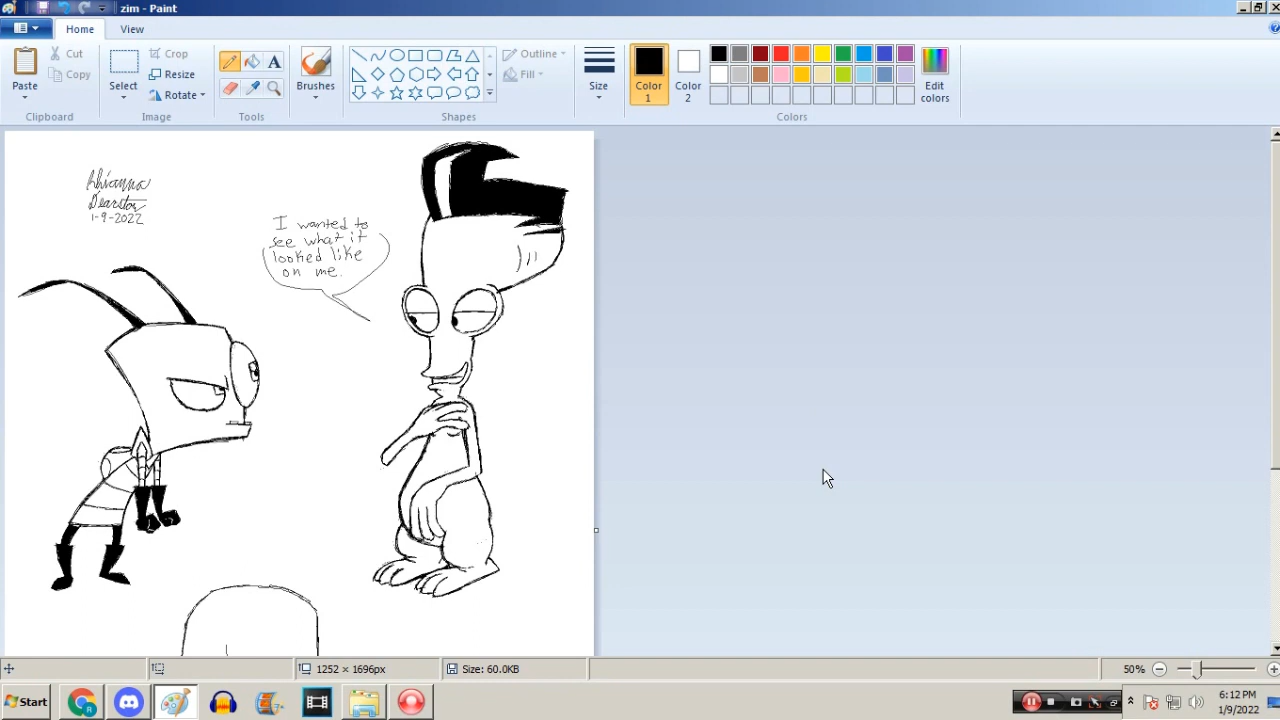 zim - Paint
Home View
Paste
Cut
Copy
Clipboard
Select
Crop
Resize
Rotate
Image
A
Tools
Brushes
Shapes
Outline
Fill
Size
Color 1
Color 2
Edit colors
Colors
Rhianna
1-9-2022
I wanted to
see what it
looked like
on me.
1252 × 1696px
Size: 60.0KB
50%
Start
6:12 PM
1/9/2022